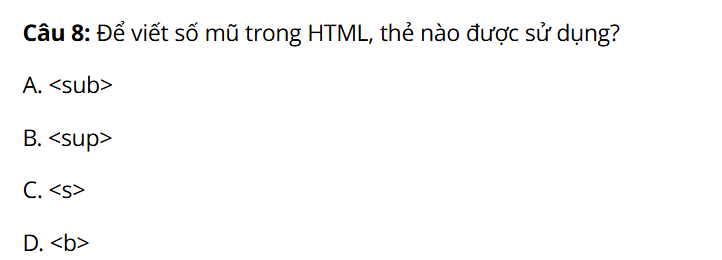 Câu 8: Để viết số mũ trong HTML, thẻ nào được sử dụng?
A. <sub>
B. <sup>
C. <s>
D. <b>